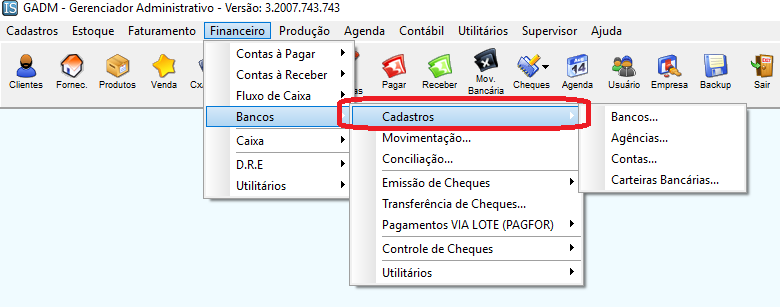 IS GADM - Gerenciador Administrativo - Versão: 3.2007.743.743
Cadastros Estoque Faturamento Financeiro Produção Agenda Contábil Utilitários Supervisor Ajuda
Clientes Fornec. Produtos Venda Cx Pagar Receber Mov. Bancária Cheques Agenda Usuário Empresa Backup Sair
14
Contas à Pagar
Contas à Receber
Fluxo de Caixa
Bancos
Caixa
D.R.E
Utilitários
Cadastros
Movimentação...
Conciliação...
Emissão de Cheques
Transferência de Cheques...
Pagamentos VIA LOTE (PAGFOR)
Controle de Cheques
Utilitários
Bancos...
Agências...
Contas...
Carteiras Bancárias...